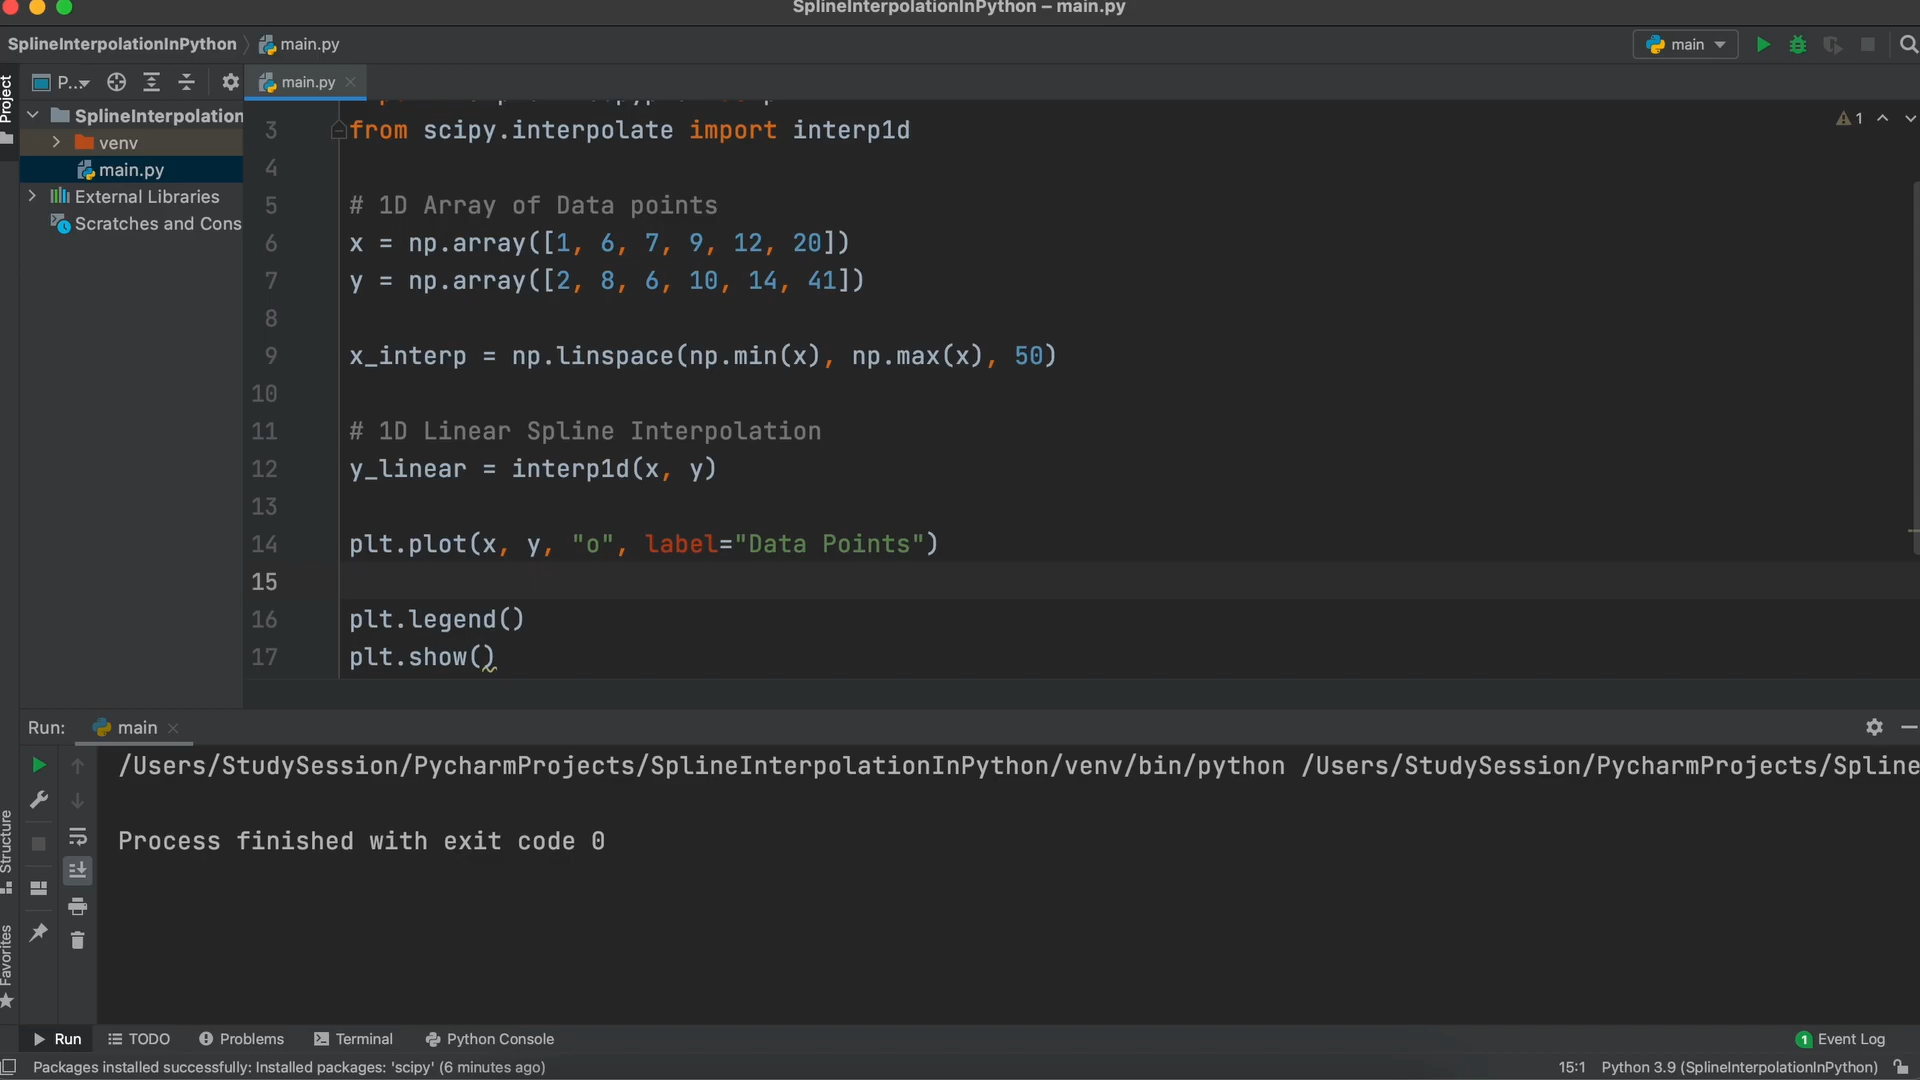 SplineInterpolationInPython – main.py
SplineInterpolationInPython
main.py
main
Project
P...
main.py
SplineInterpolation
venv
main.py
External Libraries
Scratches and Cons
1
3 from scipy.interpolate import interp1d
4
5 # 1D Array of Data points
6 x = np.array([1, 6, 7, 9, 12, 20])
7 y = np.array([2, 8, 6, 10, 14, 41])
8
9 x_interp = np.linspace(np.min(x), np.max(x), 50)
10
11 # 1D Linear Spline Interpolation
12 y_linear = interp1d(x, y)
13
14 plt.plot(x, y, "o", label="Data Points")
15
16 plt.legend()
17 plt.show()
Run:
main
/Users/StudySession/PycharmProjects/SplineInterpolationInPython/venv/bin/python /Users/StudySession/PycharmProjects/Spline
Process finished with exit code 0
Structure
Favorites
Run
TODO
Problems
Terminal
Python Console
1 Event Log
Packages installed successfully: Installed packages: 'scipy' (6 minutes ago)
15:1
Python 3.9 (SplineInterpolationInPython)